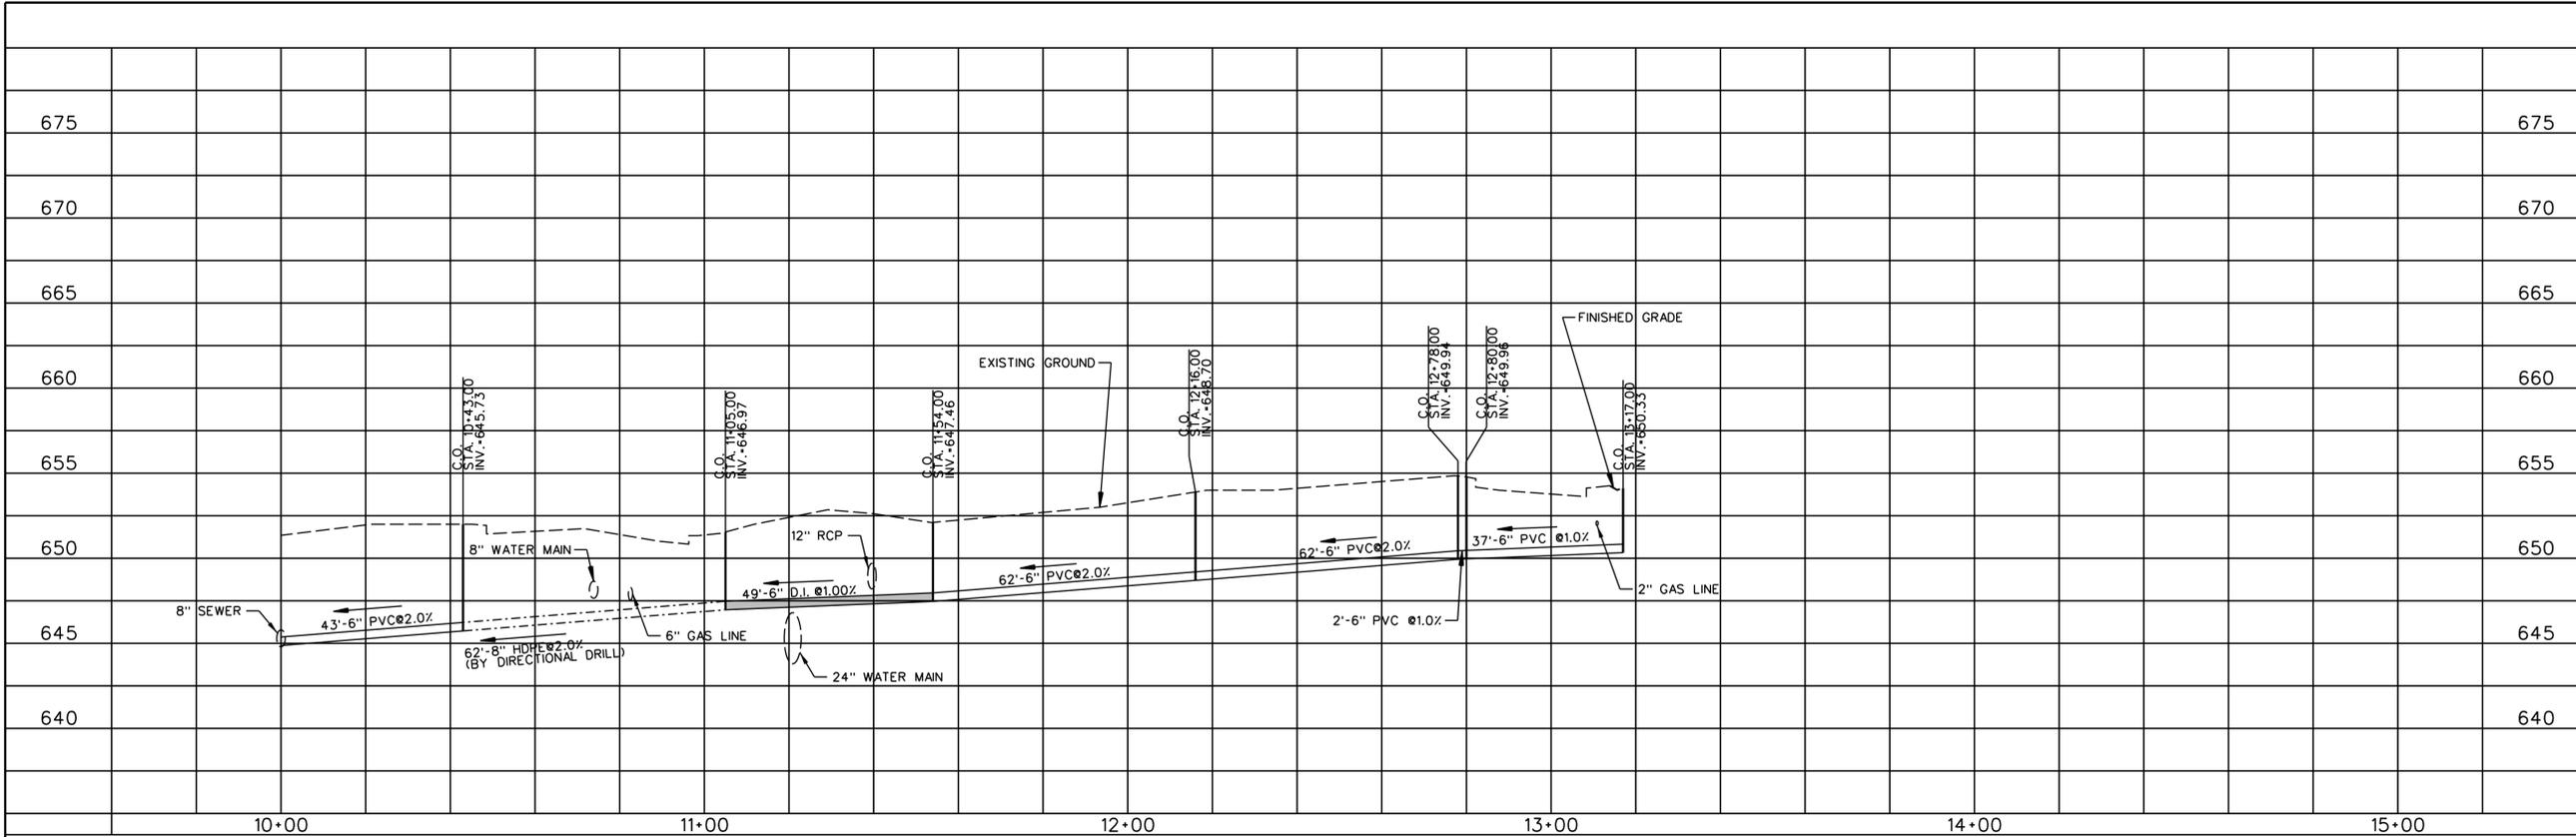 675 675
670 670
665 665
FINISHED GRADE
EXISTING GROUND
660 660
C.O.
STA. 10+43.00
INV.=645.73
C.O.
STA. 11+05.00
INV.=646.97
C.O.
STA. 11+54.00
INV.=647.46
C.O.
STA. 12+16.00
INV.=648.70
C.O.
STA. 12+78.00
INV.=649.94
C.O.
STA. 12+80.00
INV.=649.96
C.O.
STA. 13+17.00
INV.=650.33
655 655
12" RCP
37'-6" PVC @1.0%
8" WATER MAIN
62'-6" PVC@2.0%
650 650
62'-6" PVC@2.0%
49'-6" D.I. @1.00%
2" GAS LINE
8" SEWER
43'-6" PVC@2.0%
2'-6" PVC @1.0%
6" GAS LINE
645 645
62'-8" HDPE@2.0%
(BY DIRECTIONAL DRILL)
24" WATER MAIN
640 640
10+00 11+00 12+00 13+00 14+00 15+00